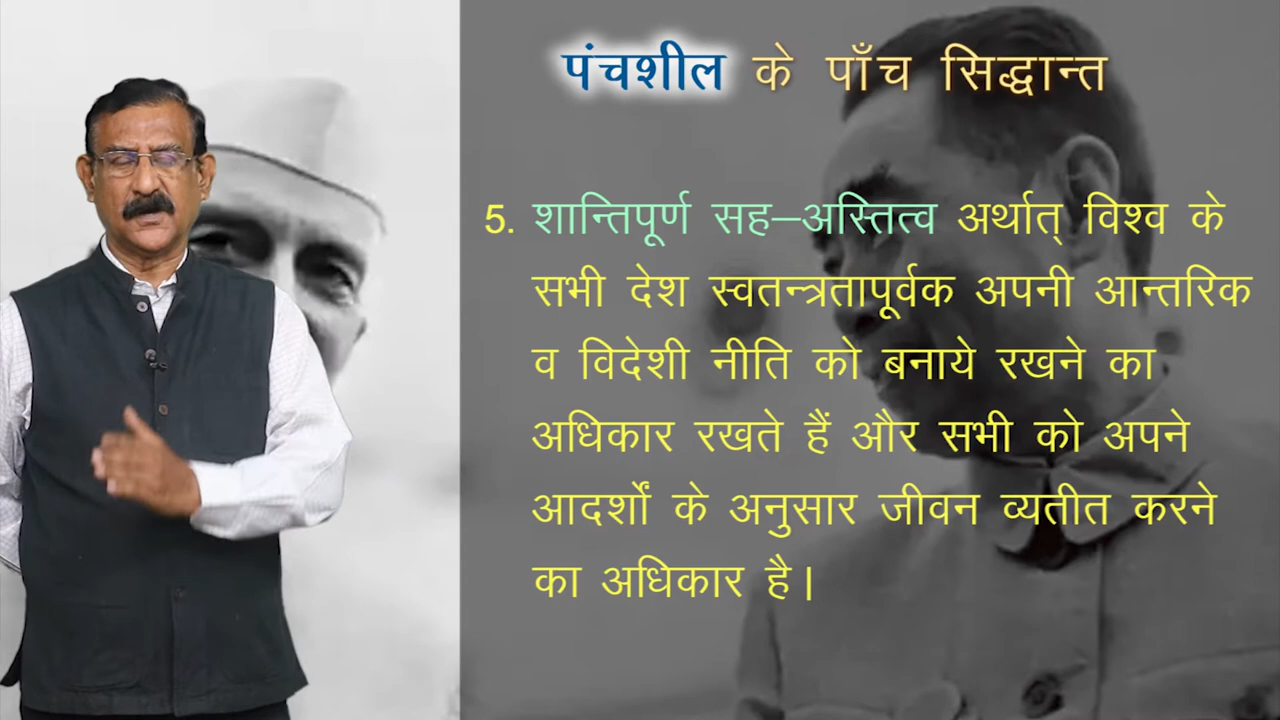 पंचशील के पाँच सिद्धान्त
5. शान्तिपूर्ण सह–अस्तित्व अर्थात् विश्व के
सभी देश स्वतन्त्रतापूर्वक अपनी आन्तरिक
व विदेशी नीति को बनाये रखने का
अधिकार रखते हैं और सभी को अपने
आदर्शों के अनुसार जीवन व्यतीत करने
का अधिकार है।